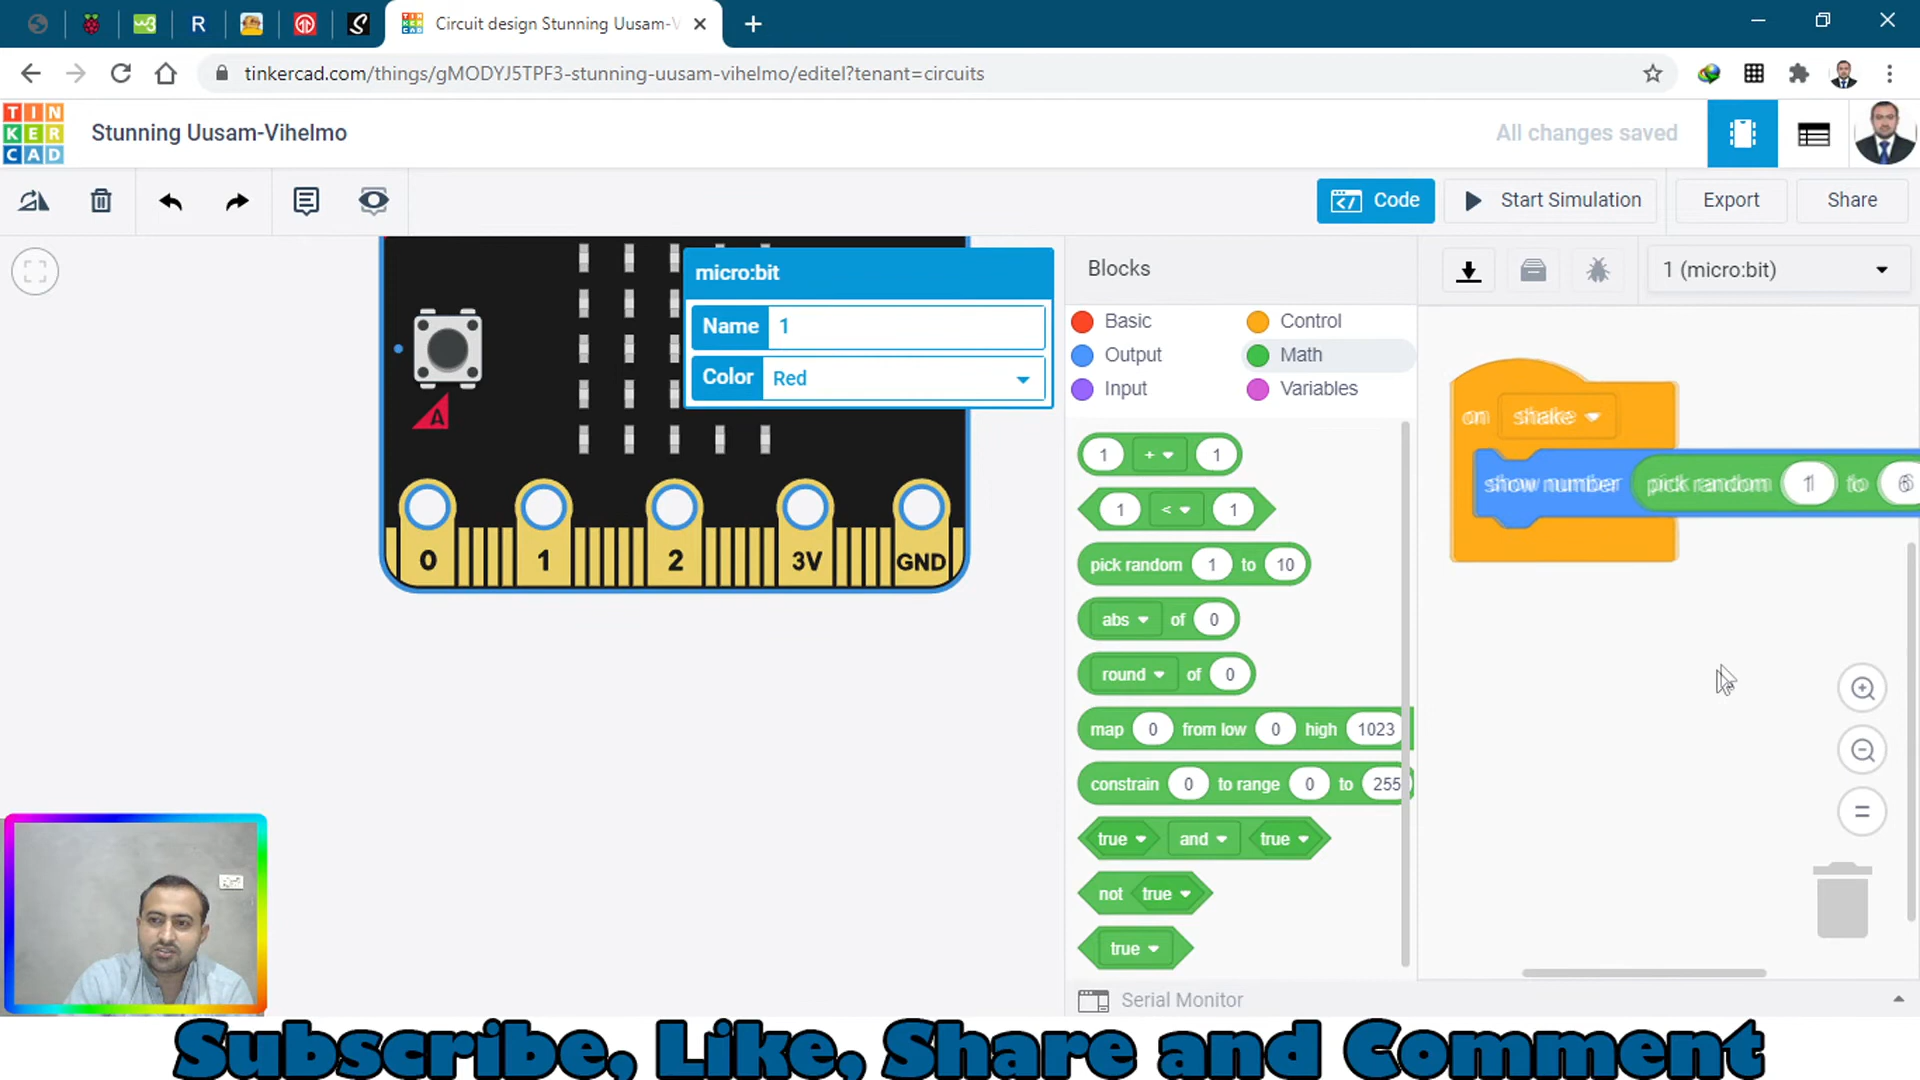 Circuit design Stunning Uusam-V
tinkercad.com/things/gMODYJ5TPF3-stunning-uusam-vihelmo/editel?tenant=circuits
TIN
KER
CAD
Stunning Uusam-Vihelmo
All changes saved
Code
Start Simulation
Export
Share
micro:bit
Name 1
Color Red
A
0 1 2 3V GND
Blocks
1 (micro:bit)
Basic
Control
Output
Math
Input
Variables
1 + 1
1 < 1
pick random 1 to 10
abs of 0
round of 0
map 0 from low 0 high 1023
constrain 0 to range 0 to 255
true and true
not true
true
on shake
show number pick random 1 to 6
Serial Monitor
Subscribe, Like, Share and Comment